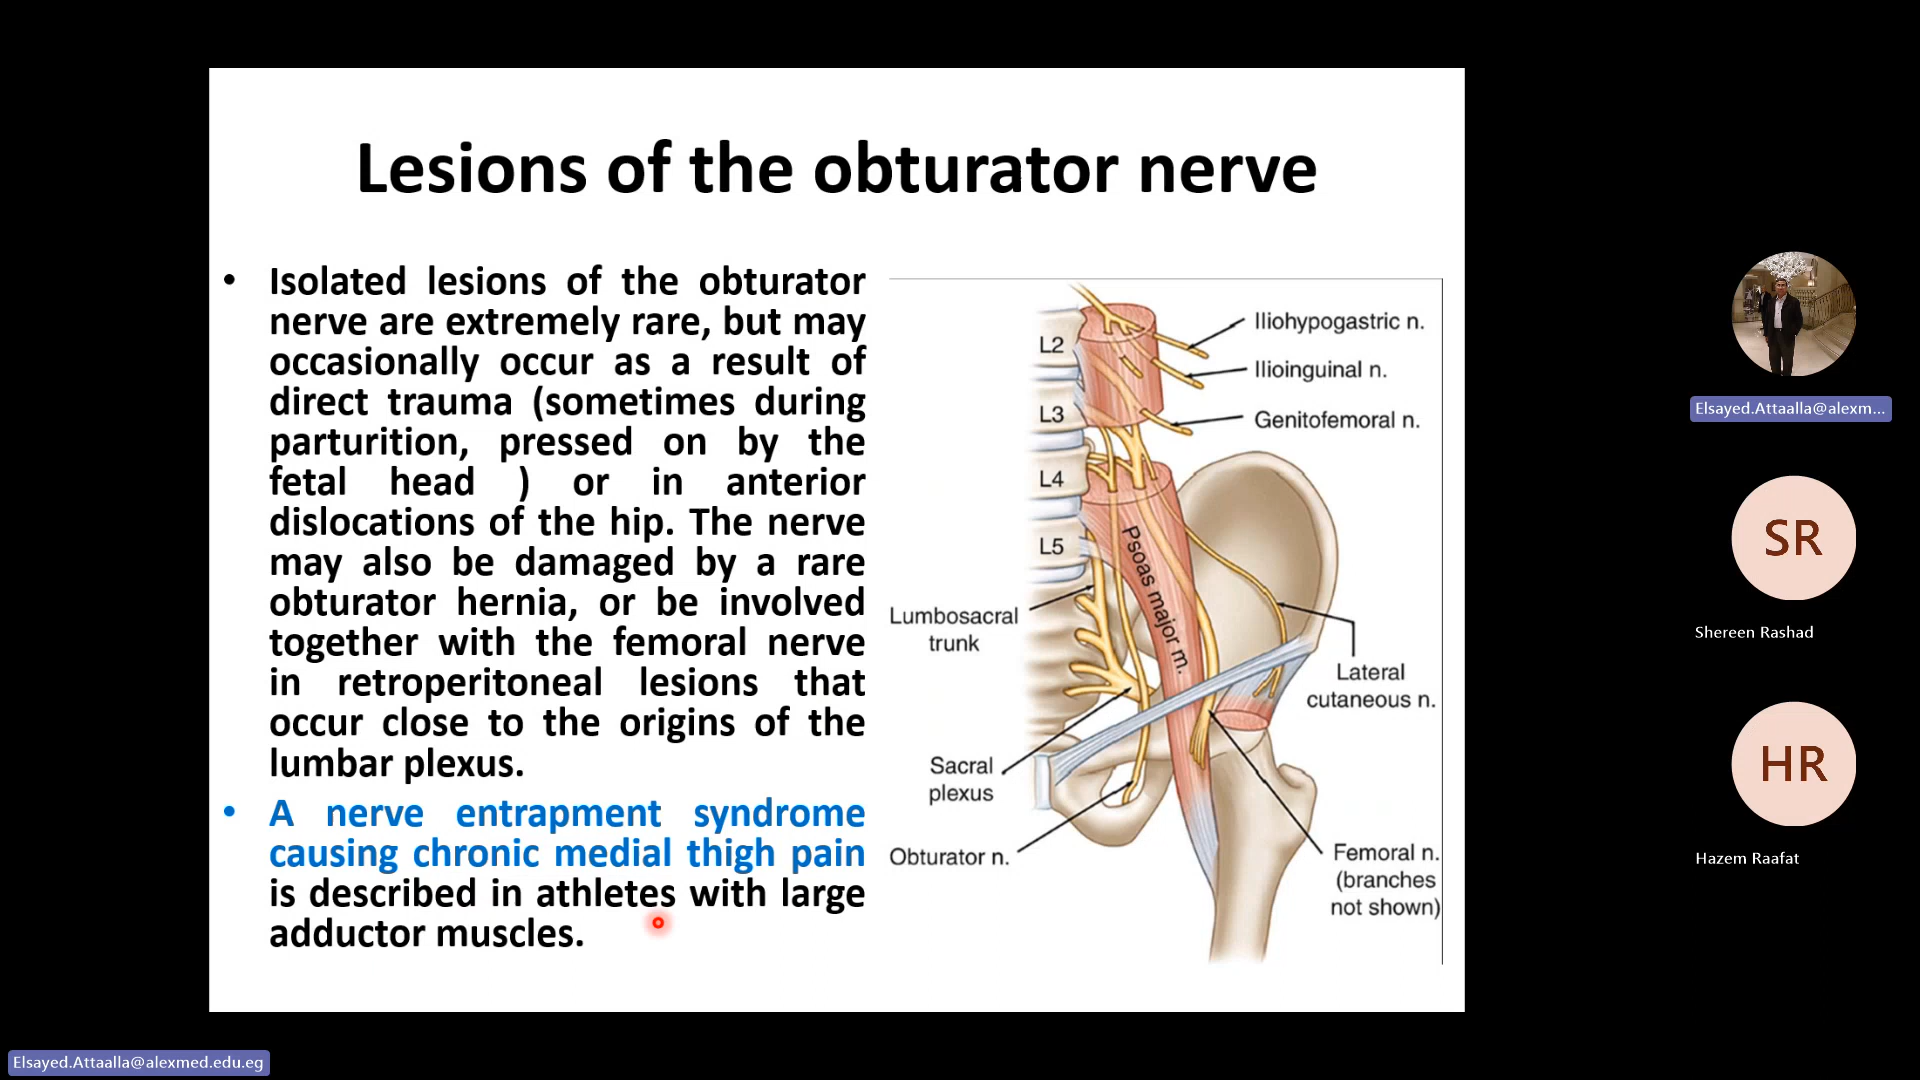 Lesions of the obturator nerve
• Isolated lesions of the obturator
nerve are extremely rare, but may
occasionally occur as a result of
direct trauma (sometimes during
parturition, pressed on by the
fetal head ) or in anterior
dislocations of the hip. The nerve
may also be damaged by a rare
obturator hernia, or be involved
together with the femoral nerve
in retroperitoneal lesions that
occur close to the origins of the
lumbar plexus.
• A nerve entrapment syndrome
causing chronic medial thigh pain
is described in athletes with large
adductor muscles.
L2
L3
L4
L5
Iliohypogastric n.
Ilioinguinal n.
Genitofemoral n.
Psoas major m.
Lumbosacral
trunk
Lateral
cutaneous n.
Sacral
plexus
Obturator n.
Femoral n.
(branches
not shown)
Elsayed.Attaalla@alexm...
SR
Shereen Rashad
HR
Hazem Raafat
Elsayed.Attaalla@alexmed.edu.eg